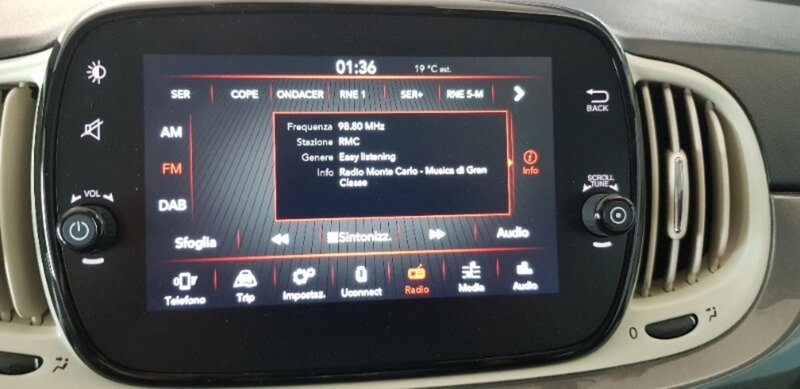 01:36
19 °C est.
SER COPE ONDACER RNE 1 SER+ RNE 5-M
BACK
AM
FM
DAB
Frequenza 98.80 MHz
Stazione RMC
Genere Easy listening
Info Radio Monte Carlo - Musica di Gran
Classe
Info
VOL
SCROLL
TUNE
Sfoglia
Sintonizz.
Audio
Telefono
Trip
Impostaz.
Uconnect
Radio
Media
Audio
0